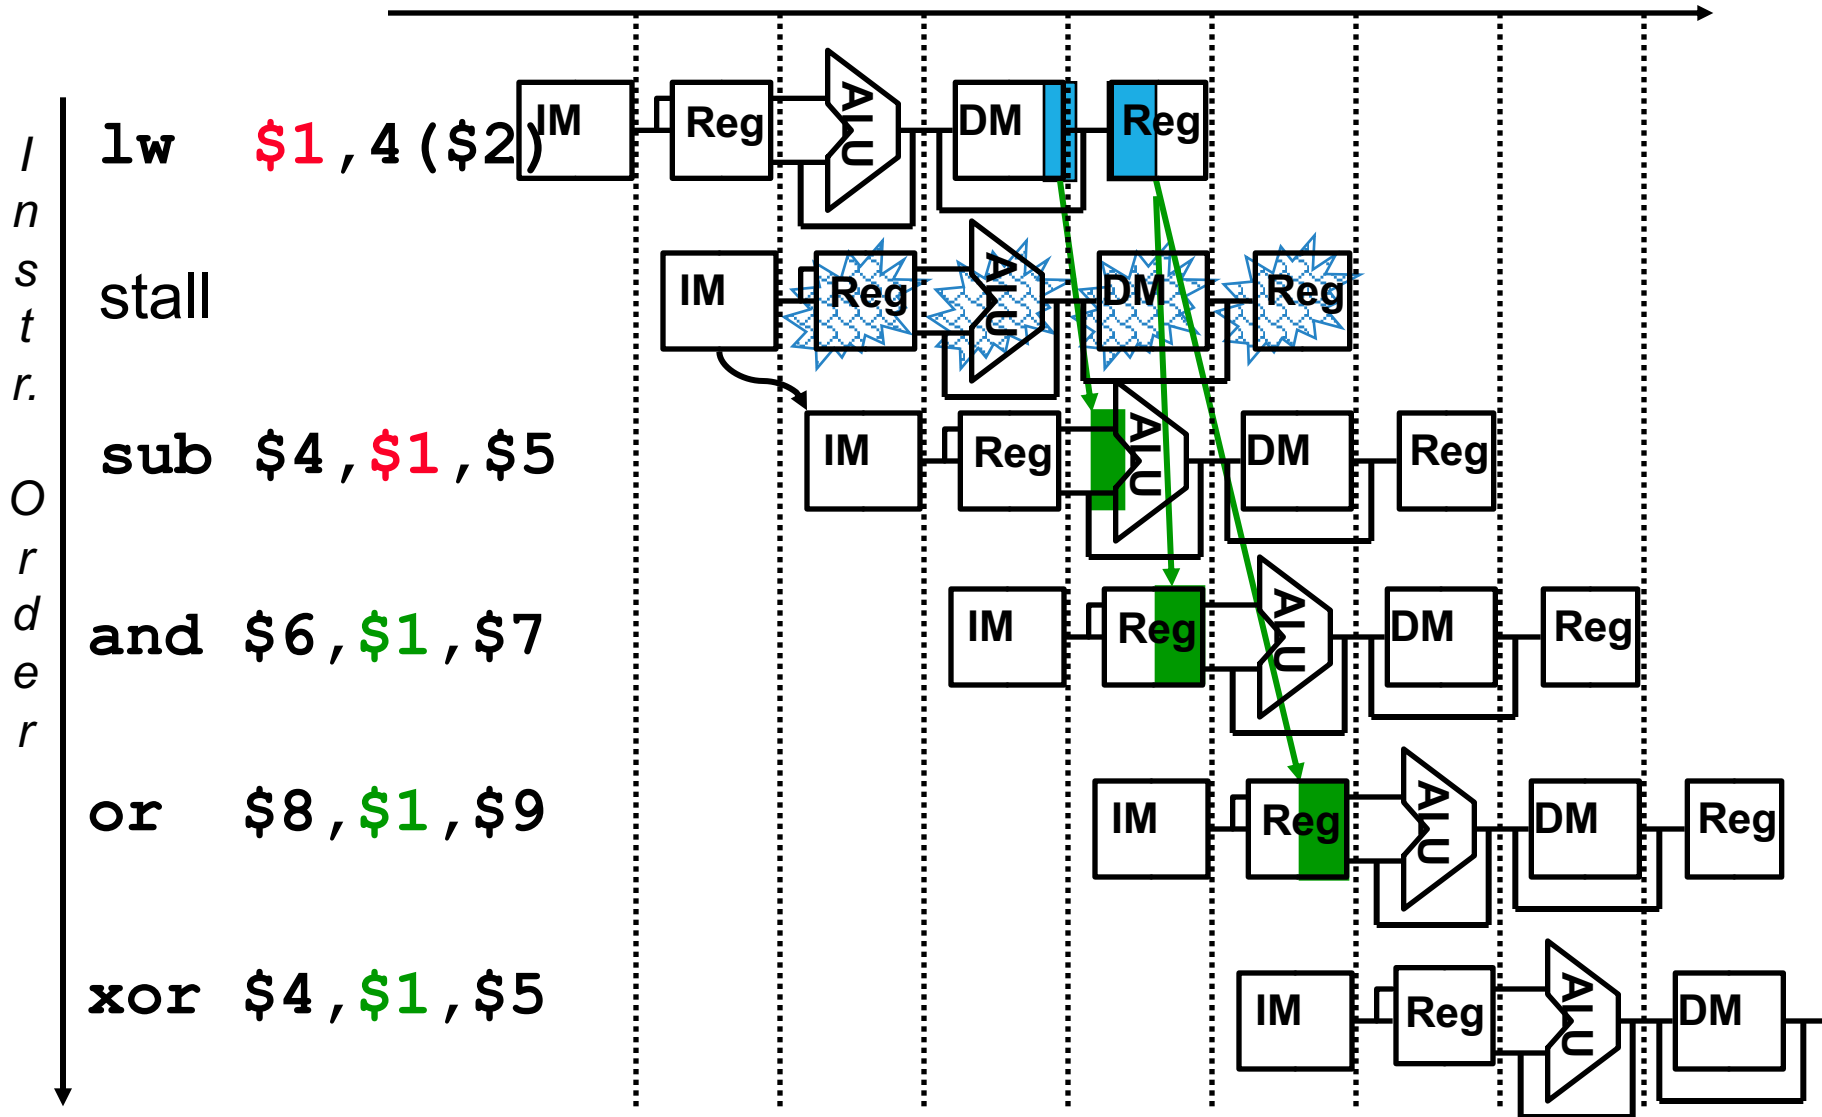 Instr. Order
lw $1,4($2) IM Reg ALU DM Reg
stall IM Reg ALU DM Reg
sub $4,$1,$5 IM Reg ALU DM Reg
and $6,$1,$7 IM Reg ALU DM Reg
or $8,$1,$9 IM Reg ALU DM Reg
xor $4,$1,$5 IM Reg ALU DM